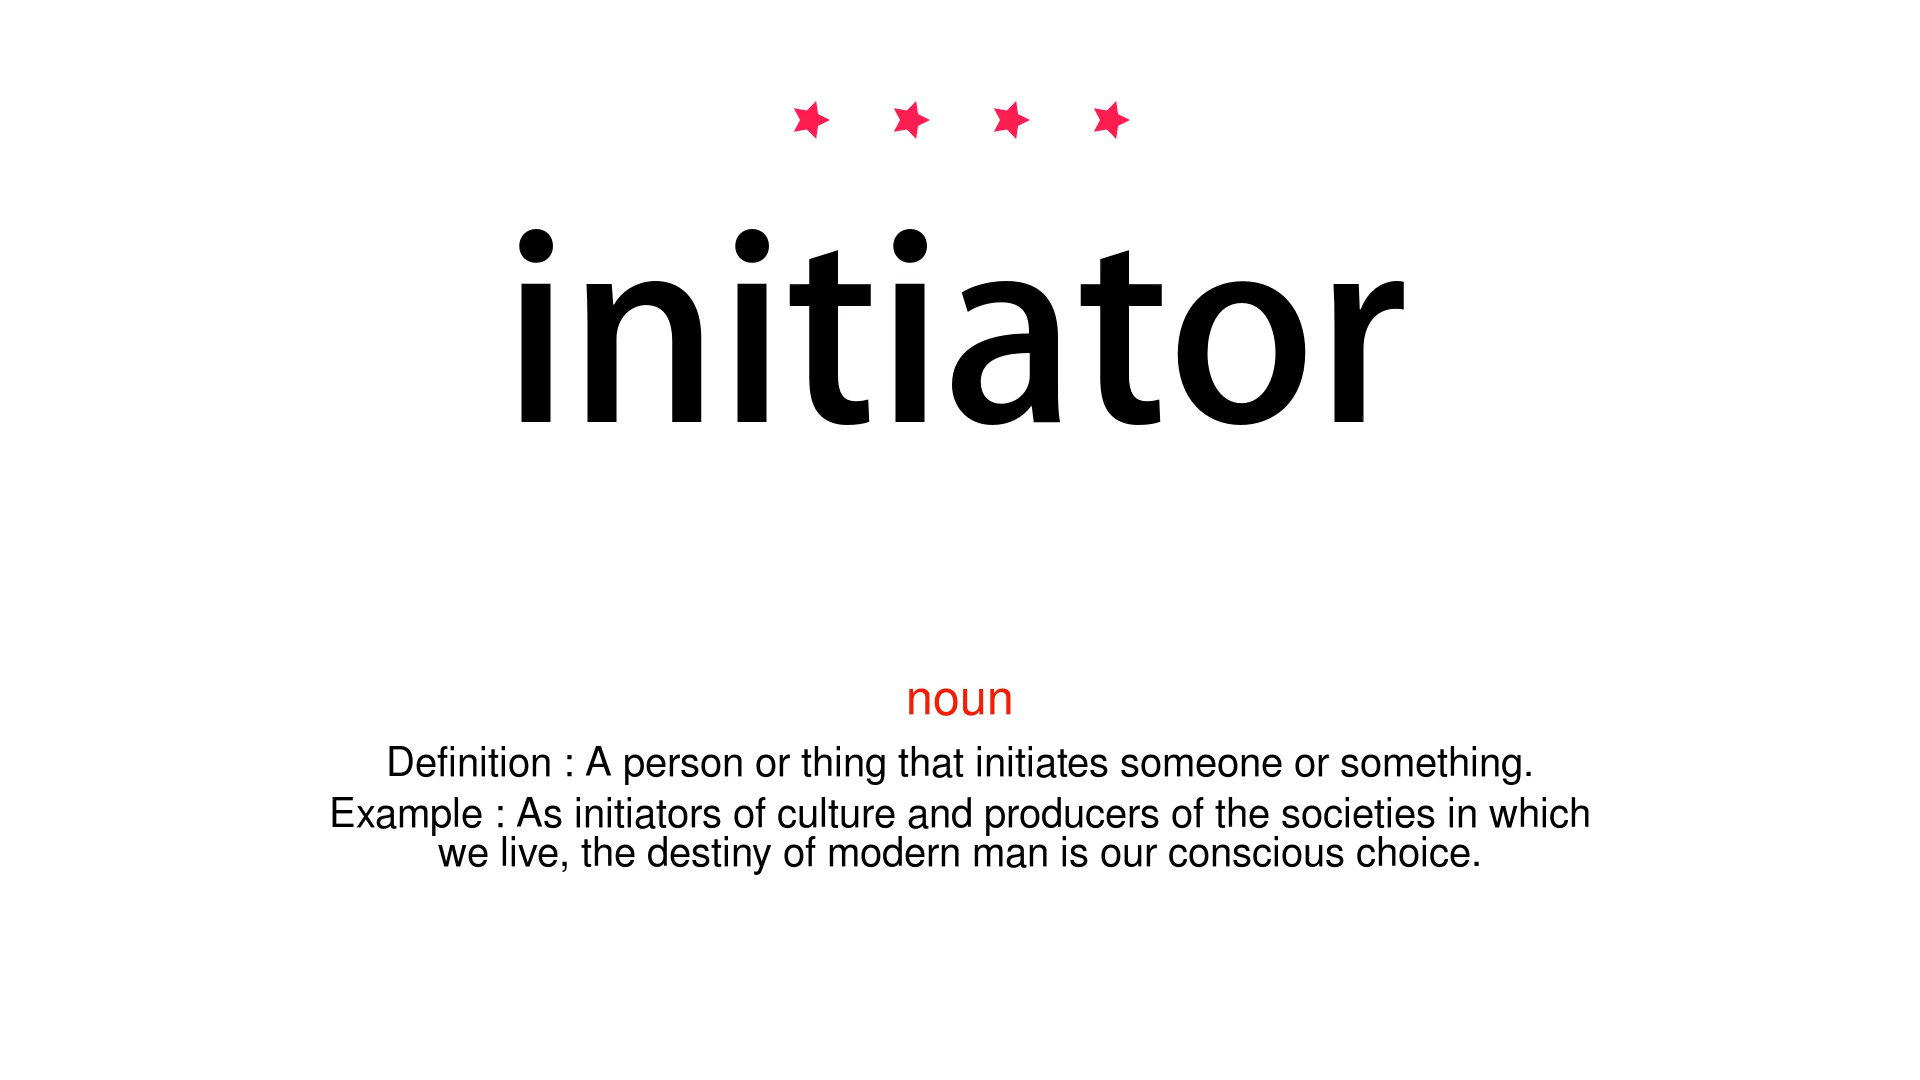 initiator
noun
Definition : A person or thing that initiates someone or something.
Example : As initiators of culture and producers of the societies in which
we live, the destiny of modern man is our conscious choice.